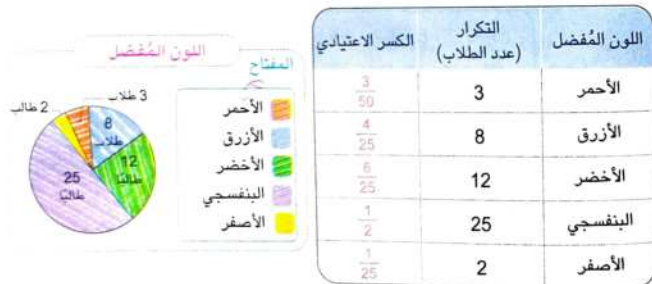 اللون المُفضل
التكرار (عدد الطلاب)
الكسر الاعتيادي
الأحمر 3 3/50
الأزرق 8 4/25
الأخضر 12 6/25
البنفسجي 25 1/2
الأصفر 2 1/25
اللون المُفضل
المفتاح
الأحمر
الأزرق
الأخضر
البنفسجي
الأصفر
3 طلاب
2 طالب
8
طلاب
12
طالبًا
25
طالبًا